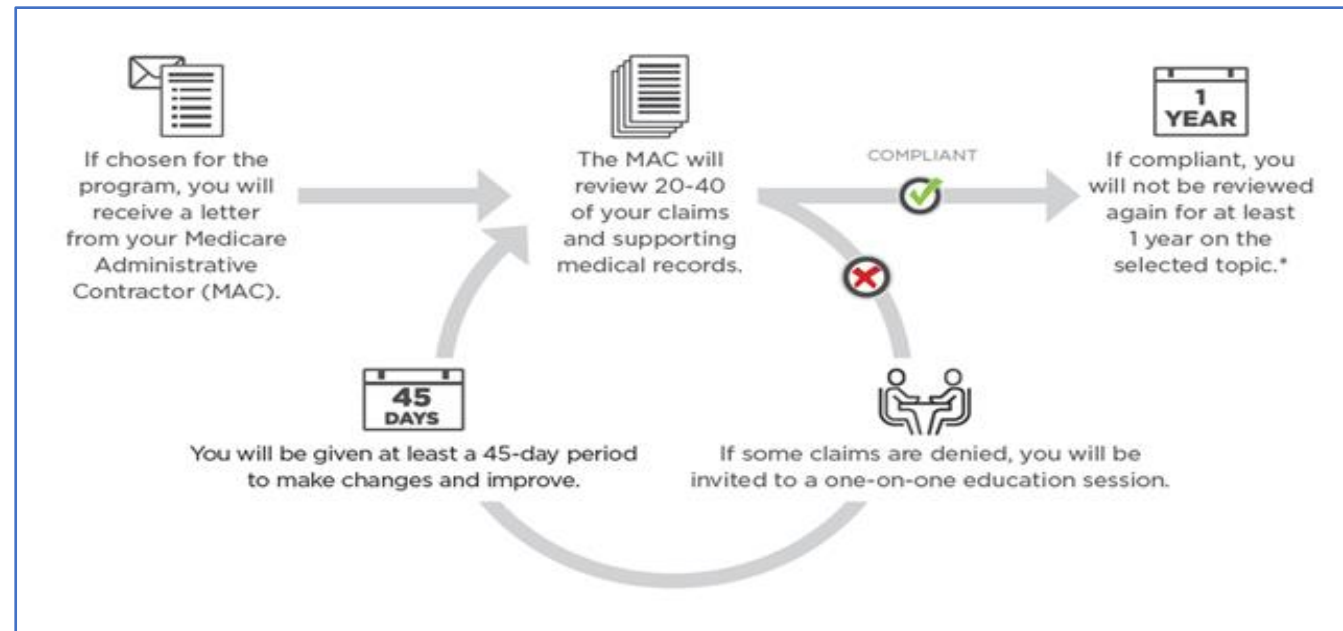 If chosen for the
program, you will
receive a letter
from your Medicare
Administrative
Contractor (MAC).
The MAC will
review 20-40
of your claims
and supporting
medical records.
COMPLIANT
1
YEAR
If compliant, you
will not be reviewed
again for at least
1 year on the
selected topic.*
45
DAYS
You will be given at least a 45-day period
to make changes and improve.
If some claims are denied, you will be
invited to a one-on-one education session.